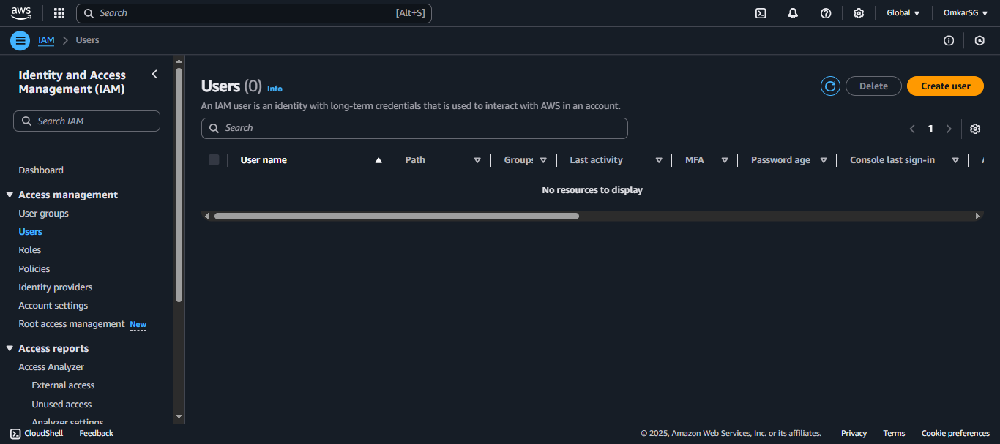 aws
Search [Alt+S]
Global
OmkarSG
IAM > Users
Identity and Access
Management (IAM)
Search IAM
Dashboard
Access management
User groups
Users
Roles
Policies
Identity providers
Account settings
Root access management New
Access reports
Access Analyzer
External access
Unused access
Analyzer settings
Users (0) Info
Delete
Create user
An IAM user is an identity with long-term credentials that is used to interact with AWS in an account.
Search
1
User name Path Groups Last activity MFA Password age Console last sign-in
No resources to display
CloudShell Feedback © 2025, Amazon Web Services, Inc. or its affiliates. Privacy Terms Cookie preferences